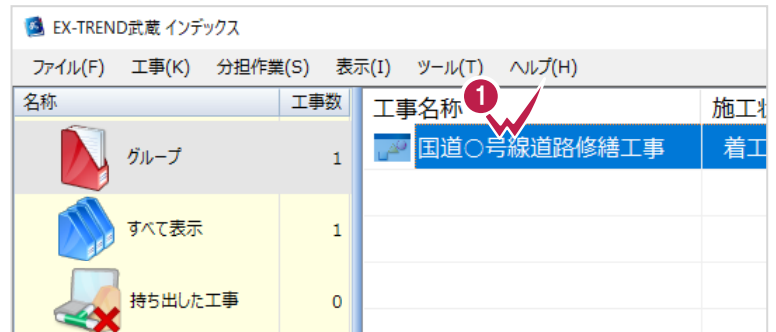 EX-TREND武蔵 インデックス
ファイル(F) 工事(K) 分担作業(S) 表示(I) ツール(T) ヘルプ(H)
名称 工事数 工事名称 施工
1
グループ 1 国道○号線道路修繕工事 着工
すべて表示 1
持ち出した工事 0